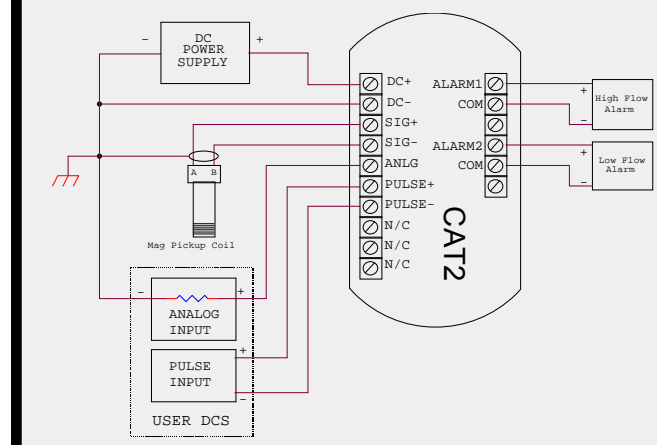 - DC +
POWER
SUPPLY
DC+
DC-
SIG+
SIG-
ANLG
PULSE+
PULSE-
N/C
N/C
N/C
ALARM1
COM
ALARM2
COM
CAT2
+
High Flow
Alarm
-
+
Low Flow
Alarm
-
A B
Mag Pickup Coil
- +
ANALOG
INPUT
+
PULSE
INPUT
-
USER DCS